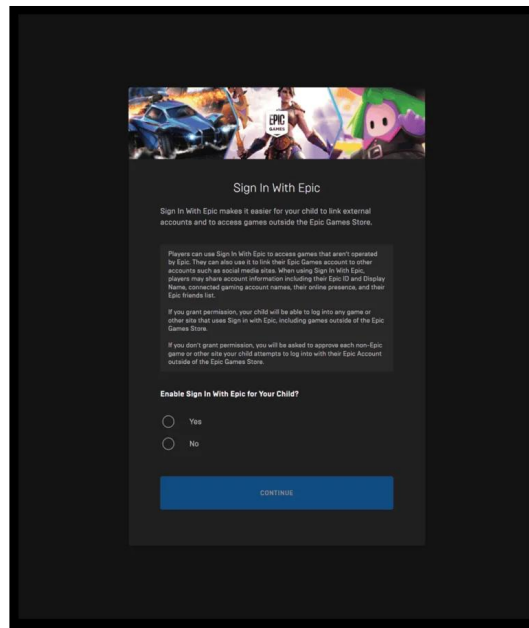 EPIC
GAMES
Sign In With Epic
Sign In With Epic makes it easier for your child to link external
accounts and to access games outside the Epic Games Store.
Players can use Sign In With Epic to access games that aren't operated
by Epic. They can also use it to link their Epic Games account to other
accounts such as social media sites. When using Sign In With Epic,
players may share account information including their Epic ID and Display
Name, connected gaming account names, their online presence, and their
Epic friends list.
If you grant permission, your child will be able to log into any game or
other site that uses Sign in with Epic, including games outside of the Epic
Games Store.
If you don't grant permission, you will be asked to approve each non-Epic
game or other site your child attempts to log into with their Epic Account
outside of the Epic Games Store.
Enable Sign In With Epic for Your Child?
Yes
No
CONTINUE